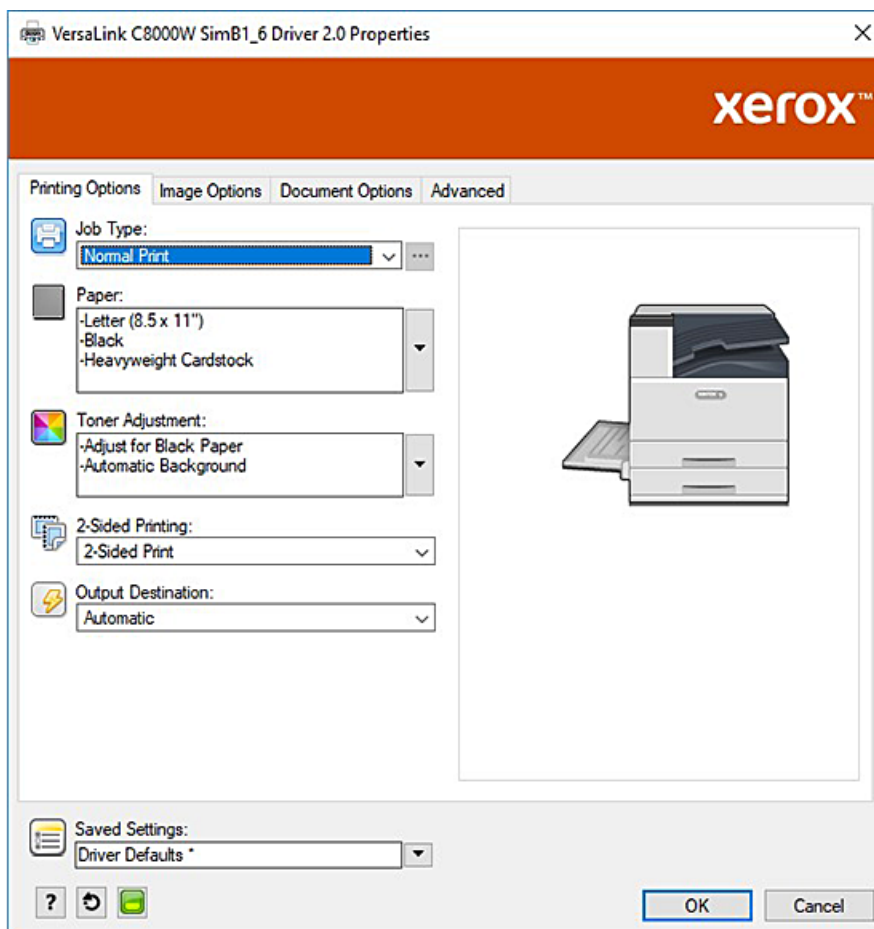 VersaLink C8000W SimB1_6 Driver 2.0 Properties
xerox™
Printing Options Image Options Document Options Advanced
Job Type:
Normal Print
Paper:
-Letter (8.5 x 11")
-Black
-Heavyweight Cardstock
Toner Adjustment:
-Adjust for Black Paper
-Automatic Background
2-Sided Printing:
2-Sided Print
Output Destination:
Automatic
Saved Settings:
Driver Defaults *
? OK Cancel